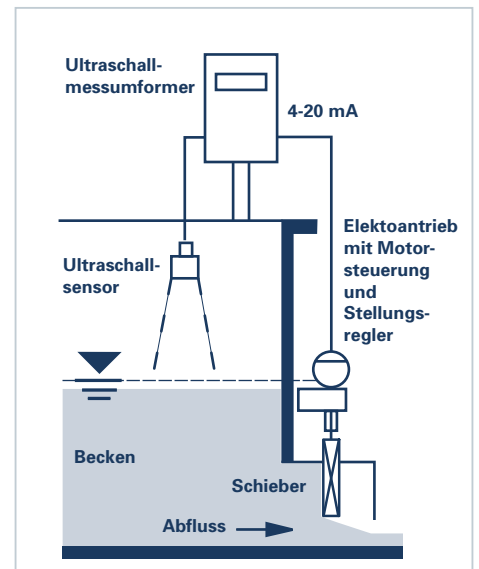 Ultraschall-
messumformer
4-20 mA
Elektoantrieb
mit Motor-
steuerung
und
Stellungs-
regler
Ultraschall-
sensor
Becken
Schieber
Abfluss